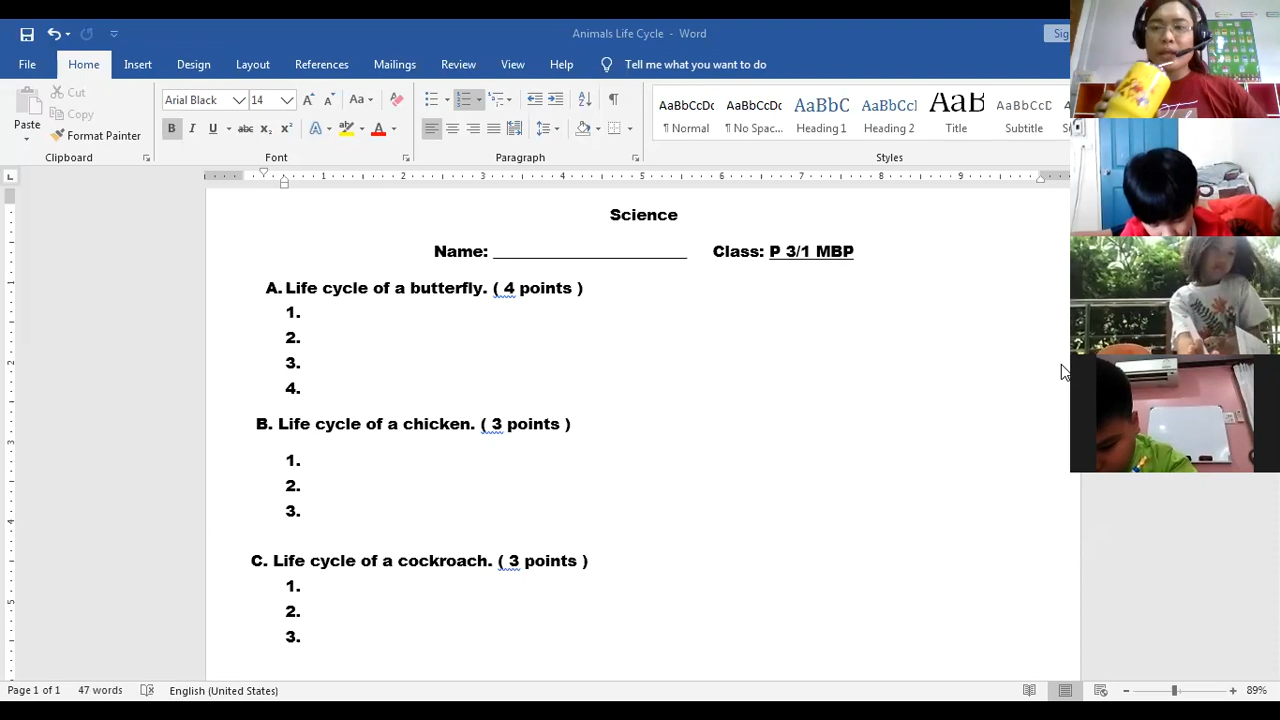 Animals Life Cycle - Word
Sig
File Home Insert Design Layout References Mailings Review View Help Tell me what you want to do
Cut
Copy
Paste Format Painter
Clipboard
Arial Black 14
Font
Paragraph
AaBbCcDc AaBbCcDc AaBbC AaBbCcI AaB AaBbCcD
¶ Normal ¶ No Spac... Heading 1 Heading 2 Title Subtitle
Styles
Science
Name: ______________________ Class: P 3/1 MBP
A. Life cycle of a butterfly. ( 4 points )
1.
2.
3.
4.
B. Life cycle of a chicken. ( 3 points )
1.
2.
3.
C. Life cycle of a cockroach. ( 3 points )
1.
2.
3.
Page 1 of 1 47 words English (United States) 89%